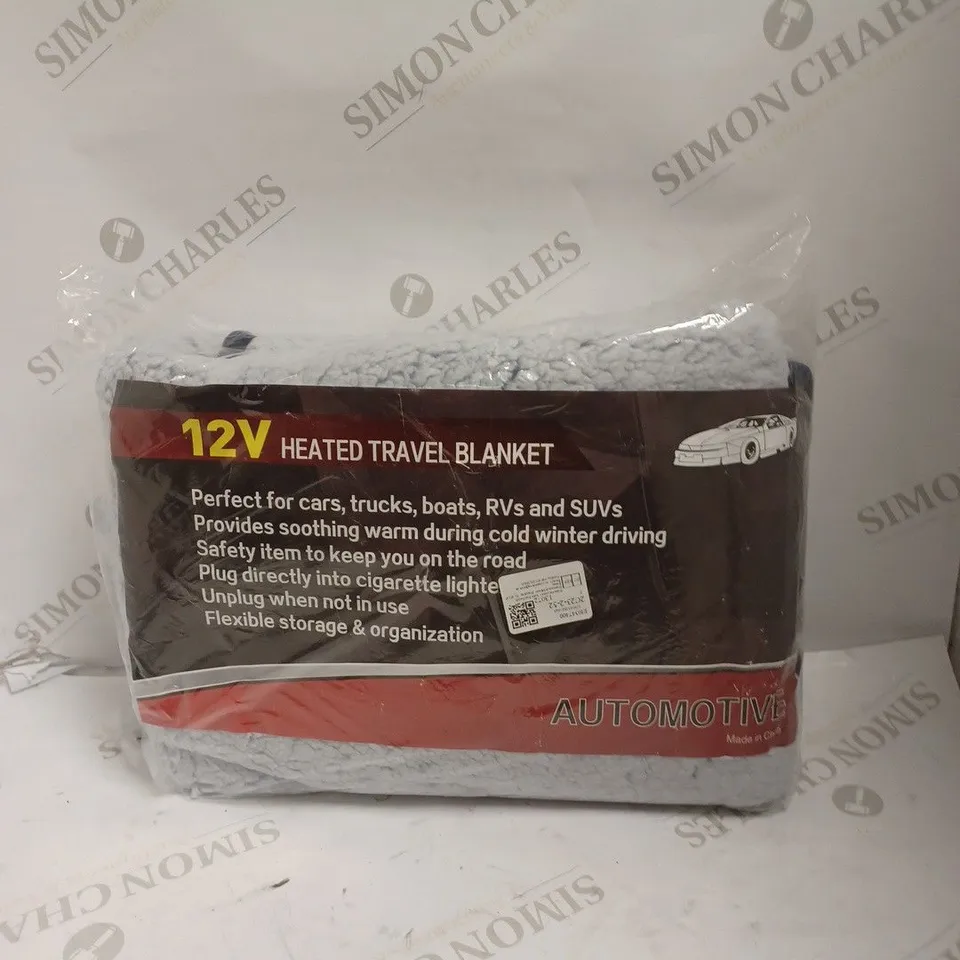 SIMON CHARLES
SIMON CHARLES
SIMON CHARLES
SIMON CHARLES
SIMON CHARLES
12V HEATED TRAVEL BLANKET
Perfect for cars, trucks, boats, RVs and SUVs
Provides soothing warm during cold winter driving
Safety item to keep you on the road
Plug directly into cigarette lighte
Unplug when not in use
Flexible storage & organization
AUTOMOTIVE
Made in
SIMON CHARLES
SIMON CHA